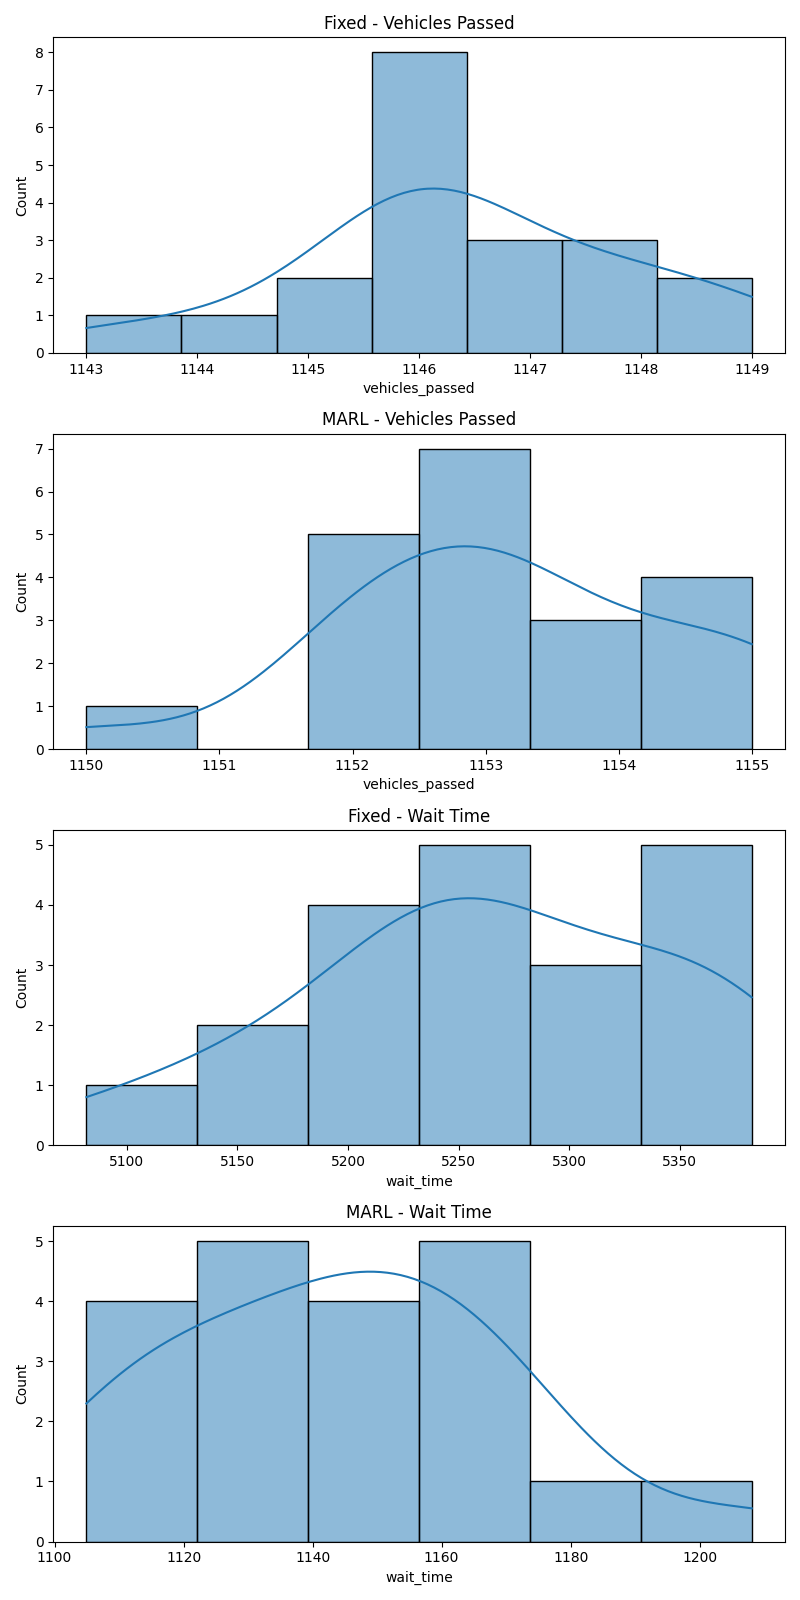 Fixed - Vehicles Passed
8
7
6
5
4
3
2
1
0
Count
1143 1144 1145 1146 1147 1148 1149
vehicles_passed
MARL - Vehicles Passed
7
6
5
4
3
2
1
0
Count
1150 1151 1152 1153 1154 1155
vehicles_passed
Fixed - Wait Time
5
4
3
2
1
0
Count
5100 5150 5200 5250 5300 5350
wait_time
MARL - Wait Time
5
4
3
2
1
0
Count
1100 1120 1140 1160 1180 1200
wait_time